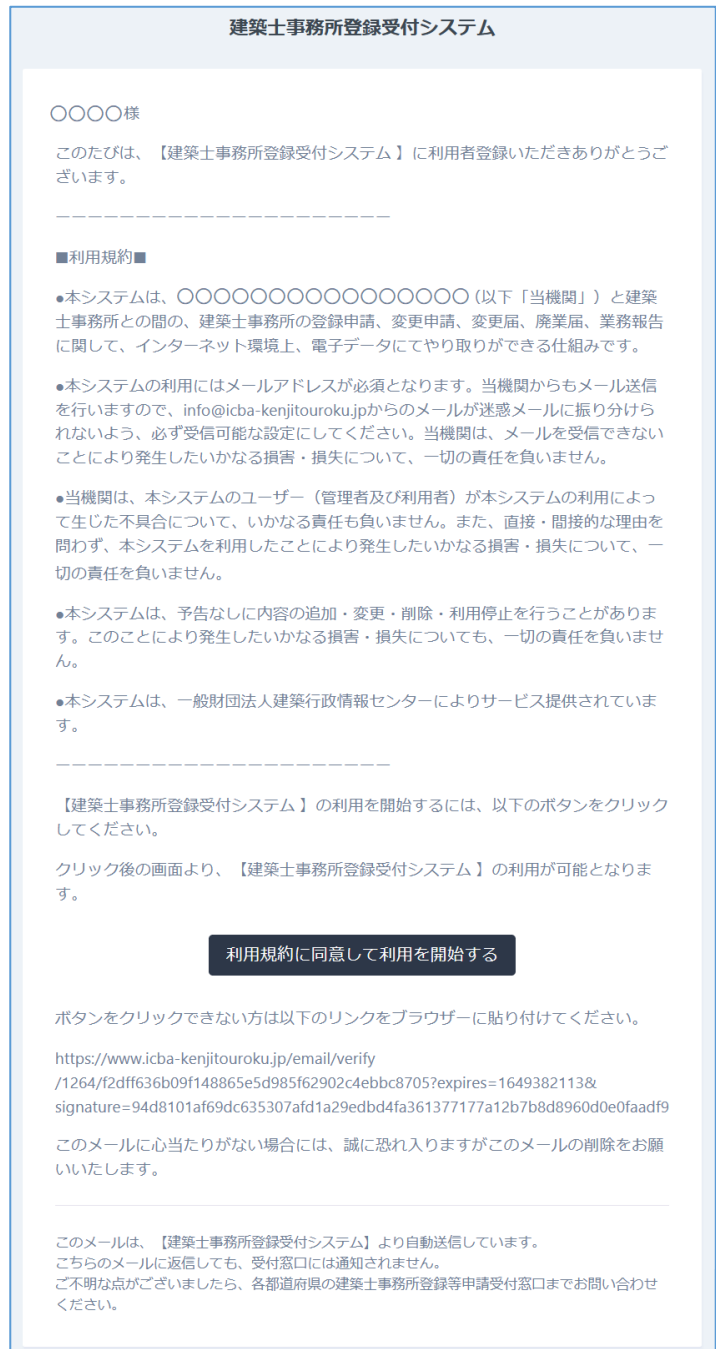 建築士事務所登録受付システム
〇〇〇〇様
このたびは、【建築士事務所登録受付システム 】に利用者登録いただきありがとうご
ざいます。
ーーーーーーーーーーーーーーーーーーーーー
■利用規約■
●本システムは、〇〇〇〇〇〇〇〇〇〇〇〇〇〇〇〇(以下「当機関」）と建築
士事務所との間の、建築士事務所の登録申請、変更申請、変更届、廃業届、業務報告
に関して、インターネット環境上、電子データにてやり取りができる仕組みです。
●本システムの利用にはメールアドレスが必須となります。当機関からもメール送信
を行いますので、info@icba-kenjitouroku.jpからのメールが迷惑メールに振り分けら
れないよう、必ず受信可能な設定にしてください。当機関は、メールを受信できない
ことにより発生したいかなる損害・損失について、一切の責任を負いません。
●当機関は、本システムのユーザー（管理者及び利用者）が本システムの利用によっ
て生じた不具合について、いかなる責任も負いません。また、直接・間接的な理由を
問わず、本システムを利用したことにより発生したいかなる損害・損失について、一
切の責任を負いません。
●本システムは、予告なしに内容の追加・変更・削除・利用停止を行うことがありま
す。このことにより発生したいかなる損害・損失についても、一切の責任を負いませ
ん。
●本システムは、一般財団法人建築行政情報センターによりサービス提供されていま
す。
ーーーーーーーーーーーーーーーーーーーーー
【建築士事務所登録受付システム 】の利用を開始するには、以下のボタンをクリック
してください。
クリック後の画面より、【建築士事務所登録受付システム 】の利用が可能となりま
す。
利用規約に同意して利用を開始する
ボタンをクリックできない方は以下のリンクをブラウザーに貼り付けてください。
https://www.icba-kenjitouroku.jp/email/verify
/1264/f2dff636b09f148865e5d985f62902c4ebbc8705?expires=1649382113&
signature=94d8101af69dc635307afd1a29edbd4fa361377177a12b7b8d8960d0e0faadf9
このメールに心当たりがない場合には、誠に恐れ入りますがこのメールの削除をお願
いいたします。
このメールは、【建築士事務所登録受付システム】より自動送信しています。
こちらのメールに返信しても、受付窓口には通知されません。
ご不明な点がございましたら、各都道府県の建築士事務所登録等申請受付窓口までお問い合わせ
ください。